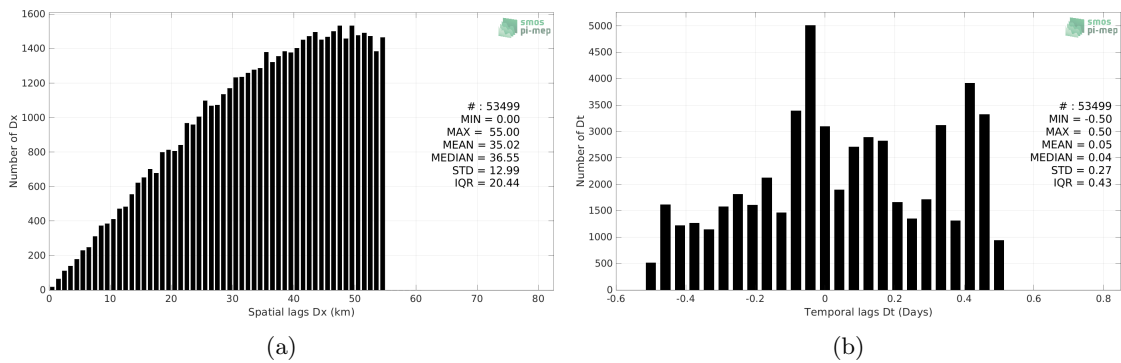 smos
pi-mep
1600
1400
1200
1000
800
600
400
200
0
Number of Dx
# : 53499
MIN = 0.00
MAX = 55.00
MEAN = 35.02
MEDIAN = 36.55
STD = 12.99
IQR = 20.44
0 10 20 30 40 50 60 70 80
Spatial lags Dx (km)
(a)
smos
pi-mep
5000
4500
4000
3500
3000
2500
2000
1500
1000
500
0
Number of Dt
# : 53499
MIN = -0.50
MAX = 0.50
MEAN = 0.05
MEDIAN = 0.04
STD = 0.27
IQR = 0.43
-0.6 -0.4 -0.2 0 0.2 0.4 0.6 0.8
Temporal lags Dt (Days)
(b)